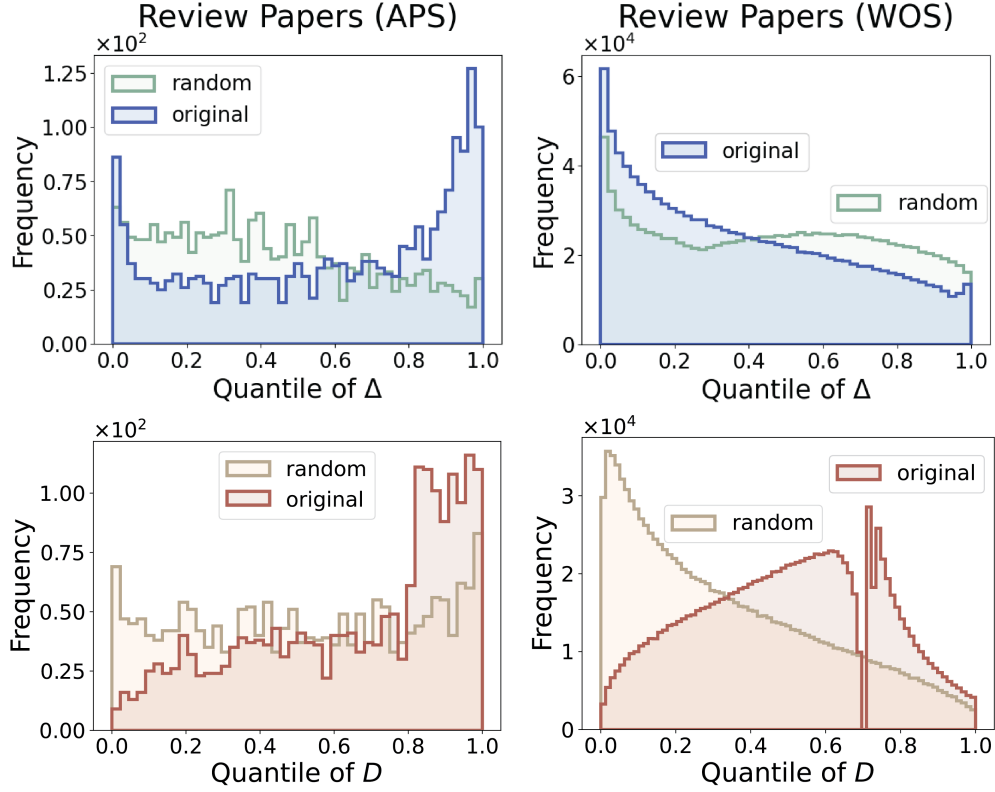 Review Papers (APS)
×10²
1.25
1.00
0.75
0.50
0.25
0.00
Frequency
random
original
0.0 0.2 0.4 0.6 0.8 1.0
Quantile of Δ
Review Papers (WOS)
×10⁴
6
4
2
0
Frequency
original
random
0.0 0.2 0.4 0.6 0.8 1.0
Quantile of Δ
×10²
1.00
0.75
0.50
0.25
0.00
Frequency
random
original
0.0 0.2 0.4 0.6 0.8 1.0
Quantile of D
×10⁴
3
2
1
0
Frequency
original
random
0.0 0.2 0.4 0.6 0.8 1.0
Quantile of D